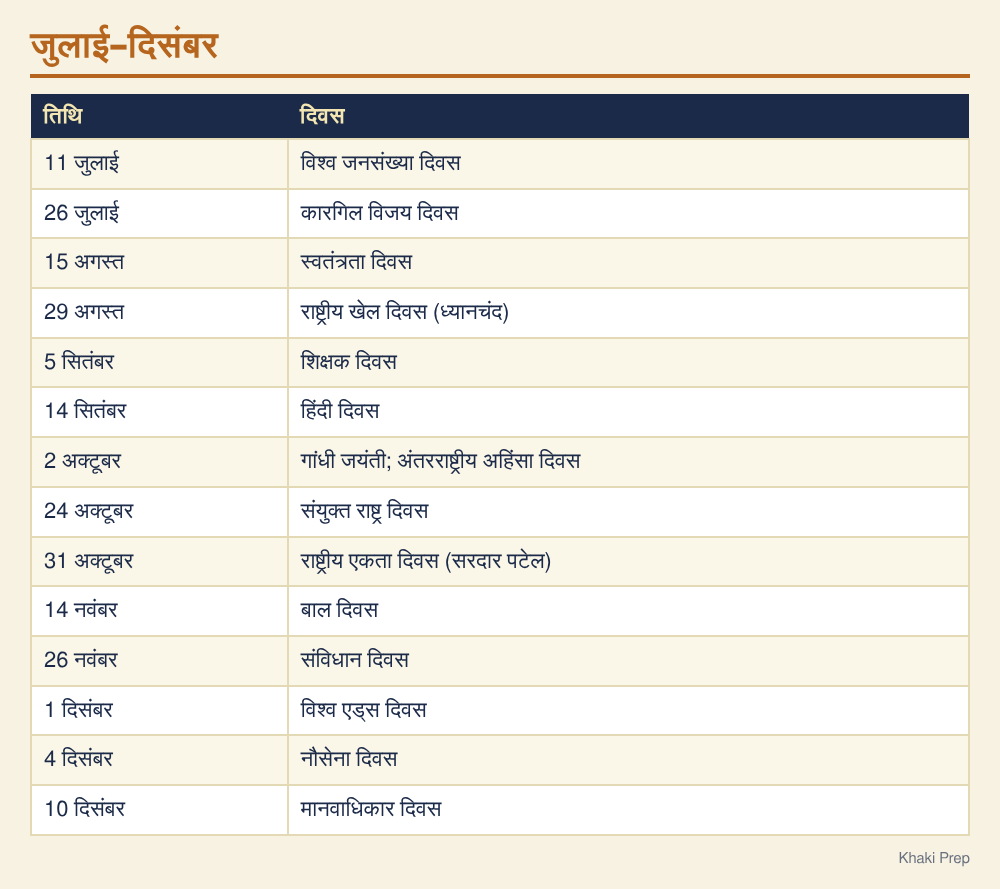 जुलाई–दिसंबर
तिथि दिवस
11 जुलाई विश्व जनसंख्या दिवस
26 जुलाई कारगिल विजय दिवस
15 अगस्त स्वतंत्रता दिवस
29 अगस्त राष्ट्रीय खेल दिवस (ध्यानचंद)
5 सितंबर शिक्षक दिवस
14 सितंबर हिंदी दिवस
2 अक्टूबर गांधी जयंती; अंतरराष्ट्रीय अहिंसा दिवस
24 अक्टूबर संयुक्त राष्ट्र दिवस
31 अक्टूबर राष्ट्रीय एकता दिवस (सरदार पटेल)
14 नवंबर बाल दिवस
26 नवंबर संविधान दिवस
1 दिसंबर विश्व एड्स दिवस
4 दिसंबर नौसेना दिवस
10 दिसंबर मानवाधिकार दिवस
Khaki Prep